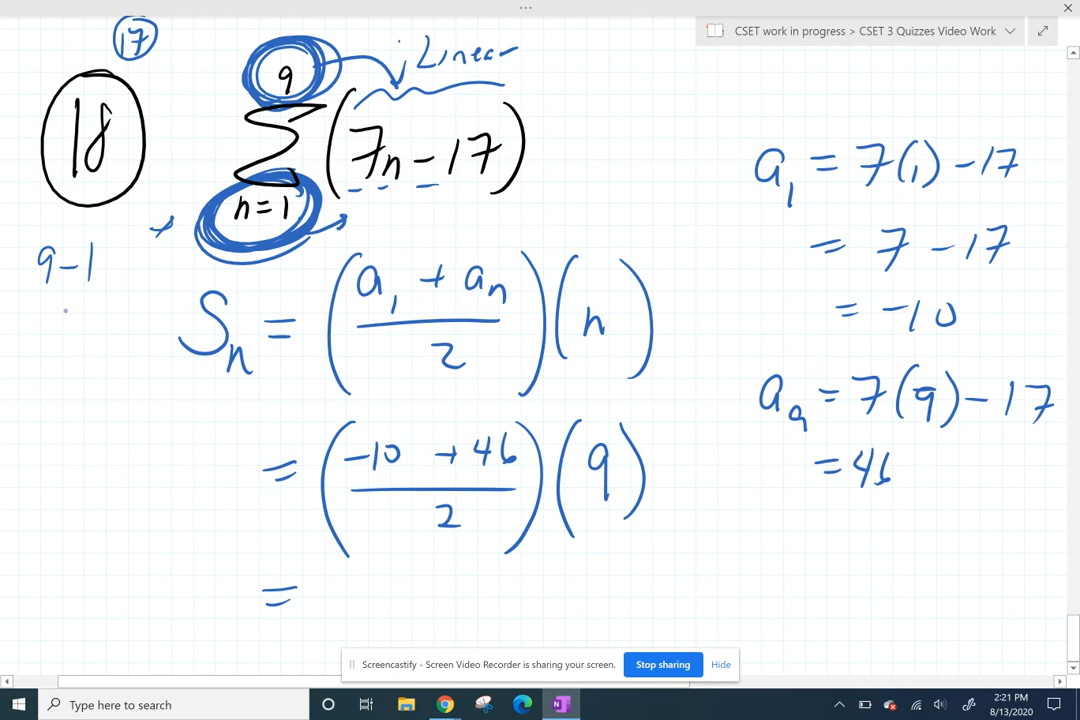 CSET work in progress > CSET 3 Quizzes Video Work
17
18
9
Linear
∑ (7n - 17)
n = 1
9 - 1
a₁ = 7(1) - 17
= 7 - 17
= -10
a₉ = 7(9) - 17
= 46
Sₙ = ((a₁ + aₙ)/2)(n)
= ((-10 + 46)/2)(9)
=
Screencastify - Screen Video Recorder is sharing your screen.
Stop sharing
Hide
Type here to search
2:21 PM
8/13/2020